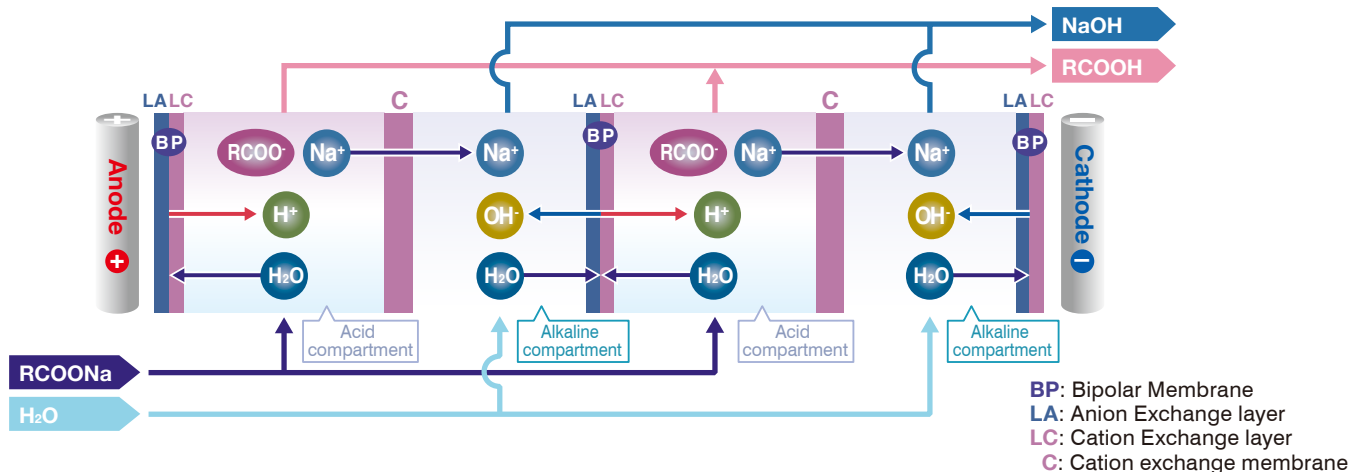 NaOH
RCOOH
LA LC
C
LA LC
C
LA LC
+
BP
RCOO⁻
Na⁺
Na⁺
BP
RCOO⁻
Na⁺
Na⁺
BP
−
Anode +
H⁺
OH⁻
H⁺
OH⁻
Cathode −
H₂O
H₂O
H₂O
H₂O
Acid
compartment
Alkaline
compartment
Acid
compartment
Alkaline
compartment
RCOONa
H₂O
BP: Bipolar Membrane
LA: Anion Exchange layer
LC: Cation Exchange layer
C: Cation exchange membrane